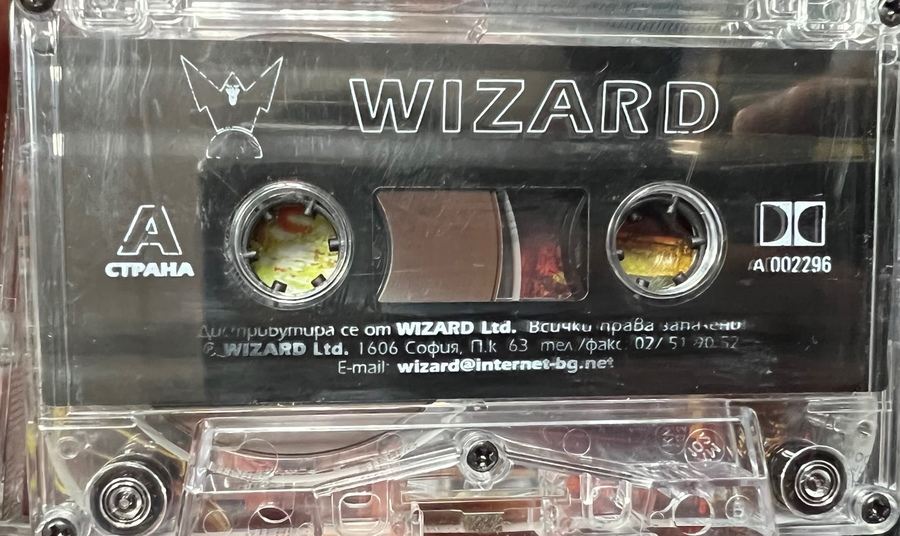 WIZARD
А
СТРАНА
A 002296
Дистрибутира се от WIZARD Ltd. Всички права запазени
© WIZARD Ltd. 1606 София, П.к 63 тел./факс: 02/ 51 90 52
E-mail: wizard@internet-bg.net